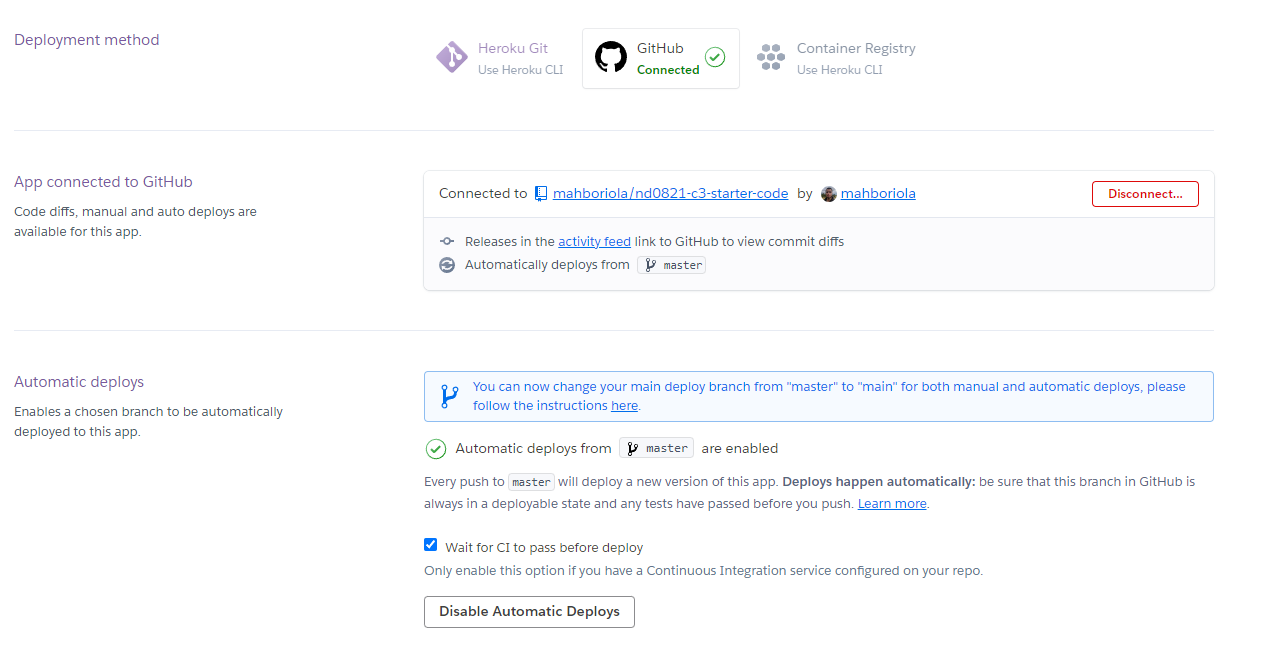 Deployment method
Heroku Git
Use Heroku CLI
GitHub
Connected
Container Registry
Use Heroku CLI
App connected to GitHub
Code diffs, manual and auto deploys are
available for this app.
Connected to mahboriola/nd0821-c3-starter-code by mahboriola
Disconnect...
Releases in the activity feed link to GitHub to view commit diffs
Automatically deploys from master
Automatic deploys
Enables a chosen branch to be automatically
deployed to this app.
You can now change your main deploy branch from "master" to "main" for both manual and automatic deploys, please
follow the instructions here.
Automatic deploys from master are enabled
Every push to master will deploy a new version of this app. Deploys happen automatically: be sure that this branch in GitHub is
always in a deployable state and any tests have passed before you push. Learn more.
Wait for CI to pass before deploy
Only enable this option if you have a Continuous Integration service configured on your repo.
Disable Automatic Deploys